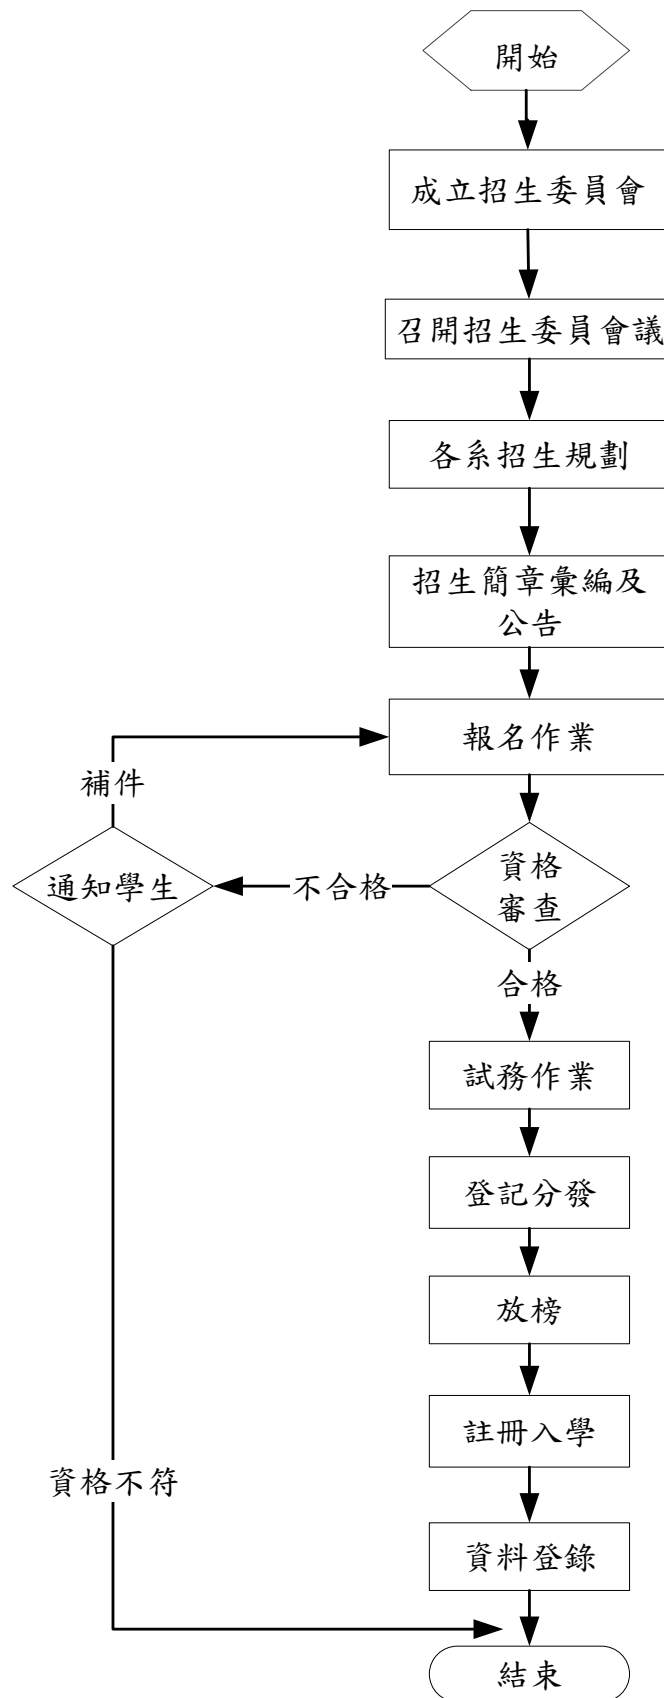 開始
成立招生委員會
召開招生委員會議
各系招生規劃
招生簡章彙編及
公告
報名作業
補件
通知學生
不合格
資格
審查
合格
試務作業
登記分發
放榜
註冊入學
資格不符
資料登錄
結束